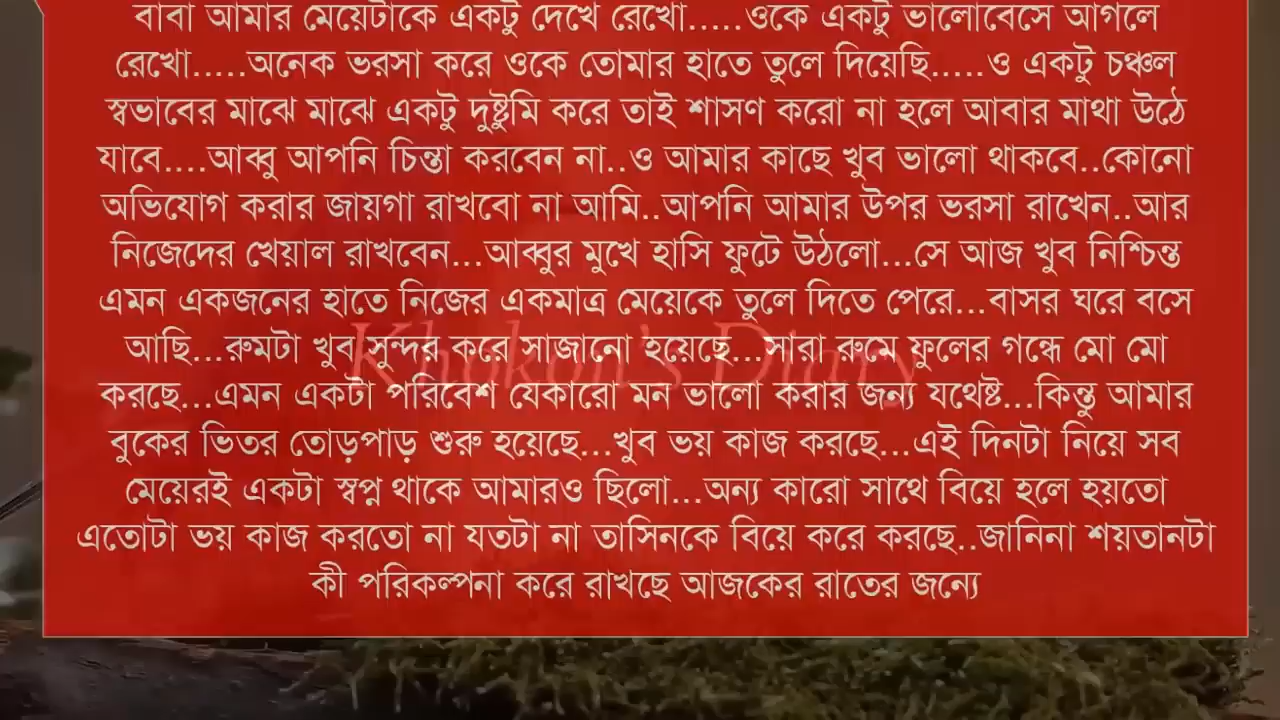 বাবা আমার মেয়েটাকে একটু দেখে রেখো.....ওকে একটু ভালোবেসে আগলে
রেখো.....অনেক ভরসা করে ওকে তোমার হাতে তুলে দিয়েছি.....ও একটু চঞ্চল
স্বভাবের মাঝে মাঝে একটু দুষ্টুমি করে তাই শাসণ করো না হলে আবার মাথা উঠে
যাবে....আব্বু আপনি চিন্তা করবেন না..ও আমার কাছে খুব ভালো থাকবে..কোনো
অভিযোগ করার জায়গা রাখবো না আমি..আপনি আমার উপর ভরসা রাখেন..আর
নিজেদের খেয়াল রাখবেন...আব্বুর মুখে হাসি ফুটে উঠলো...সে আজ খুব নিশ্চিন্ত
এমন একজনের হাতে নিজের একমাত্র মেয়েকে তুলে দিতে পেরে...বাসর ঘরে বসে
আছি...রুমটা খুব সুন্দর করে সাজানো হয়েছে...সারা রুমে ফুলের গন্ধে মো মো
Khokon's Diary
করছে...এমন একটা পরিবেশ যেকারো মন ভালো করার জন্য যথেষ্ট...কিন্তু আমার
বুকের ভিতর তোড়পাড় শুরু হয়েছে...খুব ভয় কাজ করছে...এই দিনটা নিয়ে সব
মেয়েরই একটা স্বপ্ন থাকে আমারও ছিলো...অন্য কারো সাথে বিয়ে হলে হয়তো
এতোটা ভয় কাজ করতো না যতটা না তাসিনকে বিয়ে করে করছে..জানিনা শয়তানটা
কী পরিকল্পনা করে রাখছে আজকের রাতের জন্যে